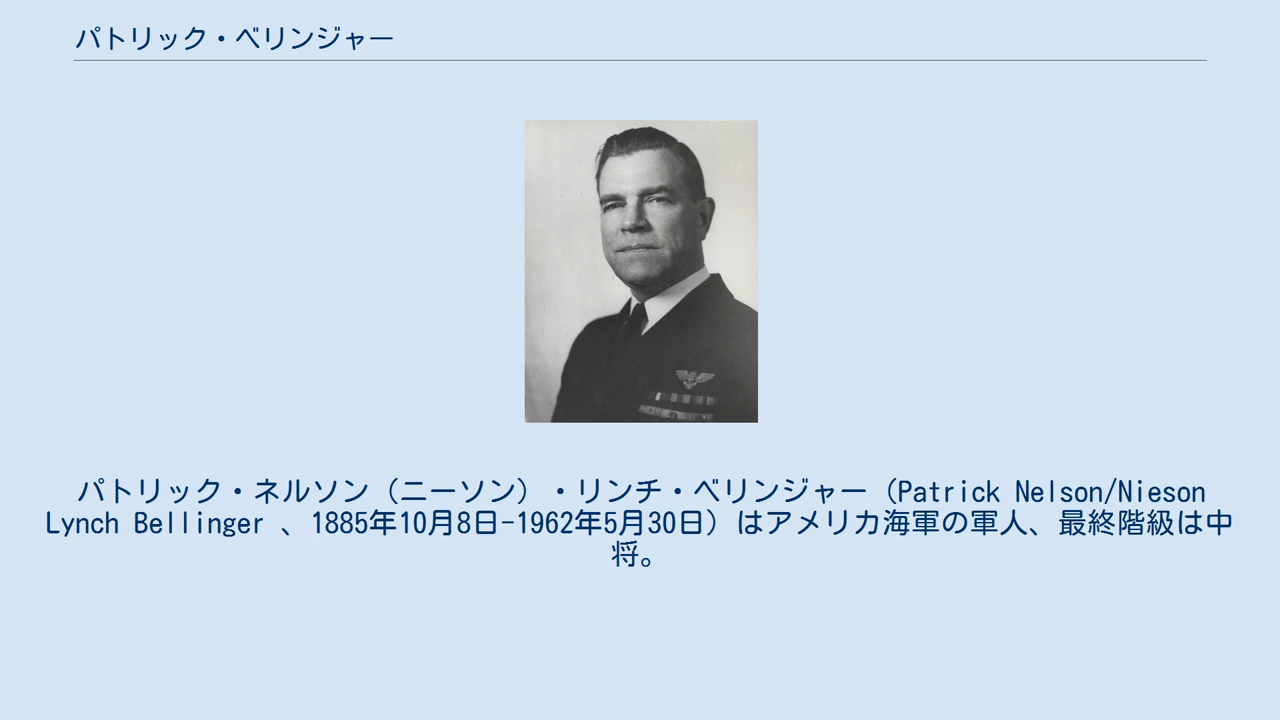 パトリック・ベリンジャー
パトリック・ネルソン（ニーソン）・リンチ・ベリンジャー（Patrick Nelson/Nieson
Lynch Bellinger 、1885年10月8日-1962年5月30日）はアメリカ海軍の軍人、最終階級は中
将。